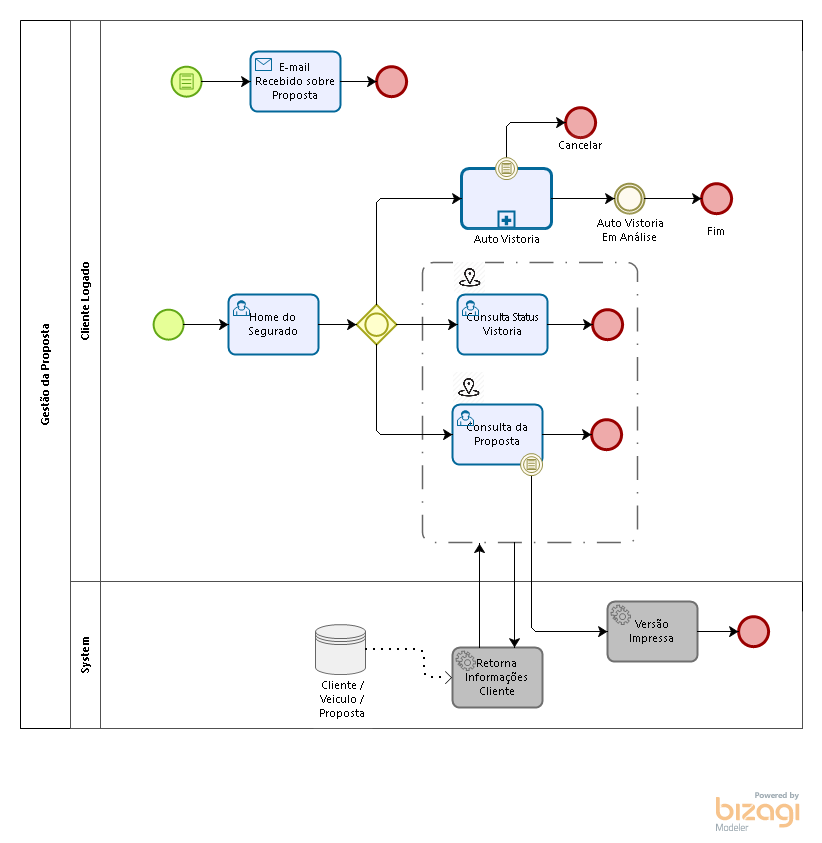 Gestão da Proposta
Cliente Logado
E-mail
Recebido sobre
Proposta
Cancelar
Auto Vistoria
Auto Vistoria
Em Análise
Fim
Home do
Segurado
Consulta Status
Vistoria
Consulta da
Proposta
System
Cliente /
Veiculo /
Proposta
Retorna
Informações
Cliente
Versão
Impressa
Powered by
bizagi
Modeler